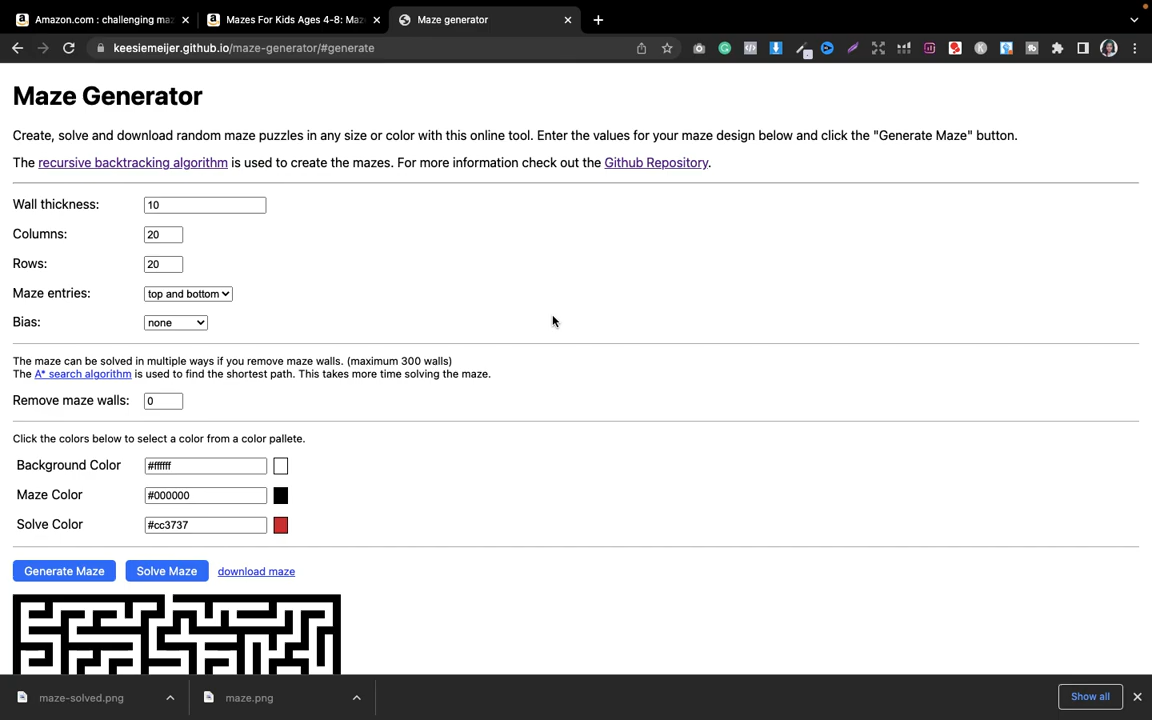 Amazon.com : challenging maz
Mazes For Kids Ages 4-8: Maze
Maze generator
keesiemeijer.github.io/maze-generator/#generate
Maze Generator
Create, solve and download random maze puzzles in any size or color with this online tool. Enter the values for your maze design below and click the "Generate Maze" button.
The recursive backtracking algorithm is used to create the mazes. For more information check out the Github Repository.
Wall thickness: 10
Columns: 20
Rows: 20
Maze entries: top and bottom
Bias: none
The maze can be solved in multiple ways if you remove maze walls. (maximum 300 walls)
The A* search algorithm is used to find the shortest path. This takes more time solving the maze.
Remove maze walls: 0
Click the colors below to select a color from a color pallete.
Background Color #ffffff
Maze Color #000000
Solve Color #cc3737
Generate Maze Solve Maze download maze
maze-solved.png maze.png Show all